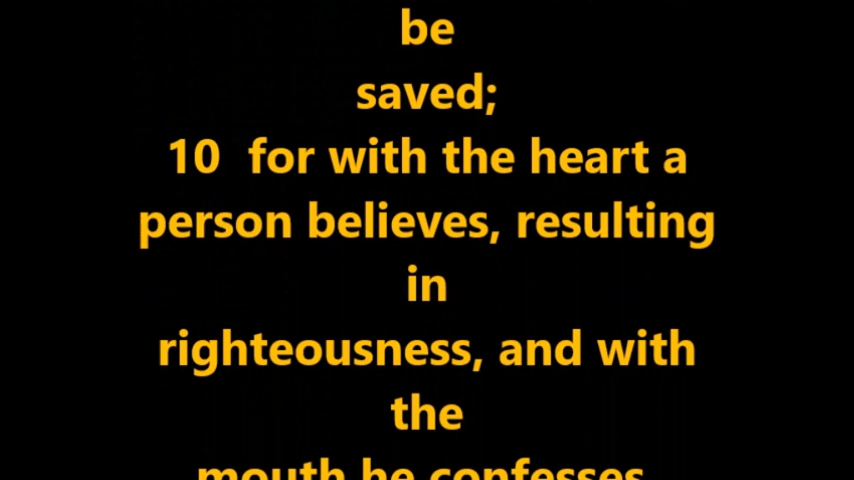 be
saved;
10  for with the heart a
person believes, resulting
in
righteousness, and with
the
mouth he confesses,